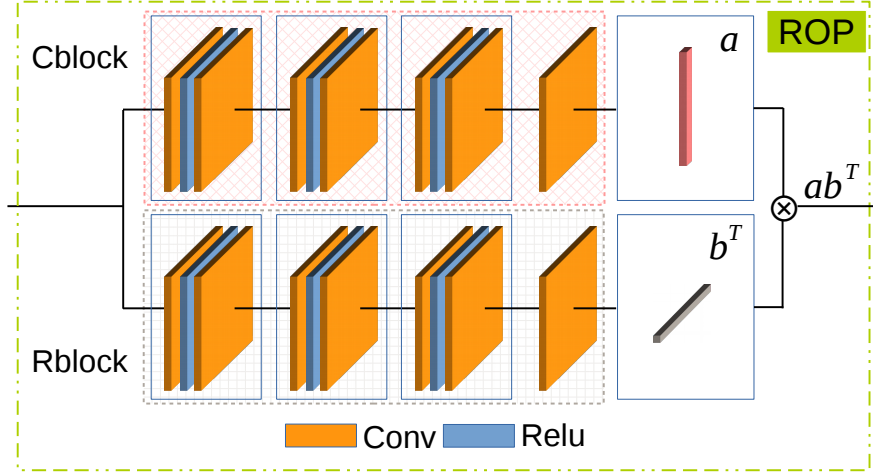 Cblock
a
ROP
ab^T
b^T
Rblock
Conv
Relu